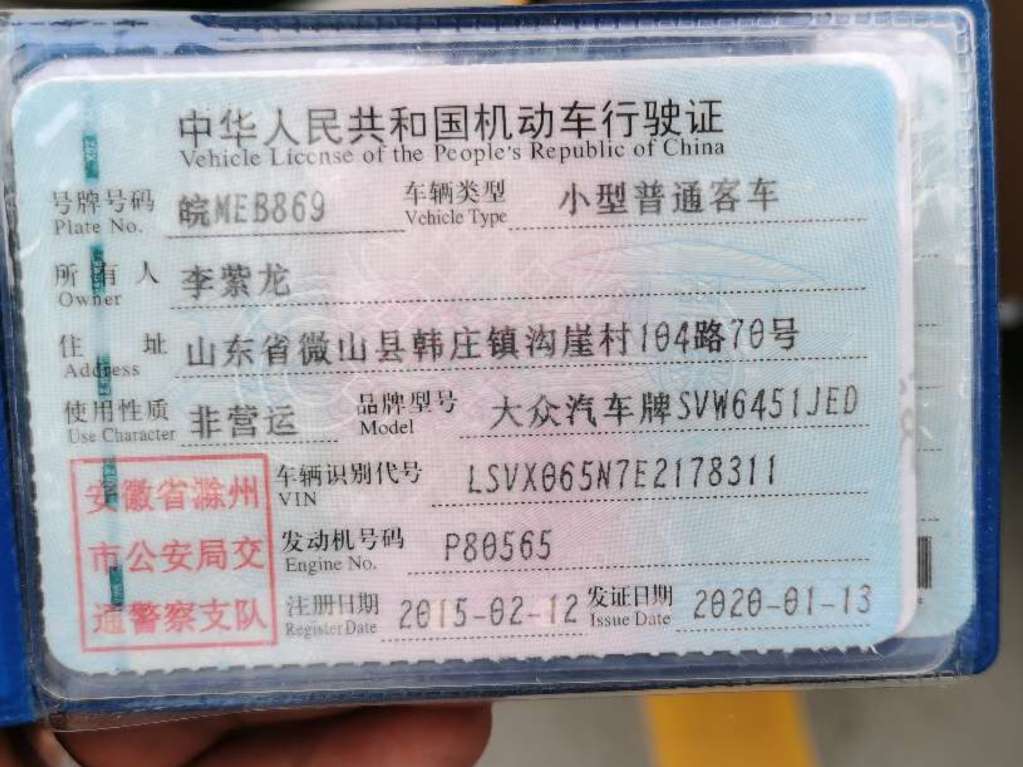 中华人民共和国机动车行驶证
Vehicle License of the People's Republic of China
号牌号码 皖MEB869 车辆类型 小型普通客车
Plate No. Vehicle Type
所有人 李紫龙
Owner
住址 山东省微山县韩庄镇沟崖村104路70号
Address
使用性质 非营运 品牌型号 大众汽车牌SVW6451JED
Use Character Model
车辆识别代号 LSVX065N7E2178311
VIN
发动机号码 P80565
Engine No.
注册日期 2015-02-12 发证日期 2020-01-13
Register Date Issue Date
安徽省滁州
市公安局交
通警察支队